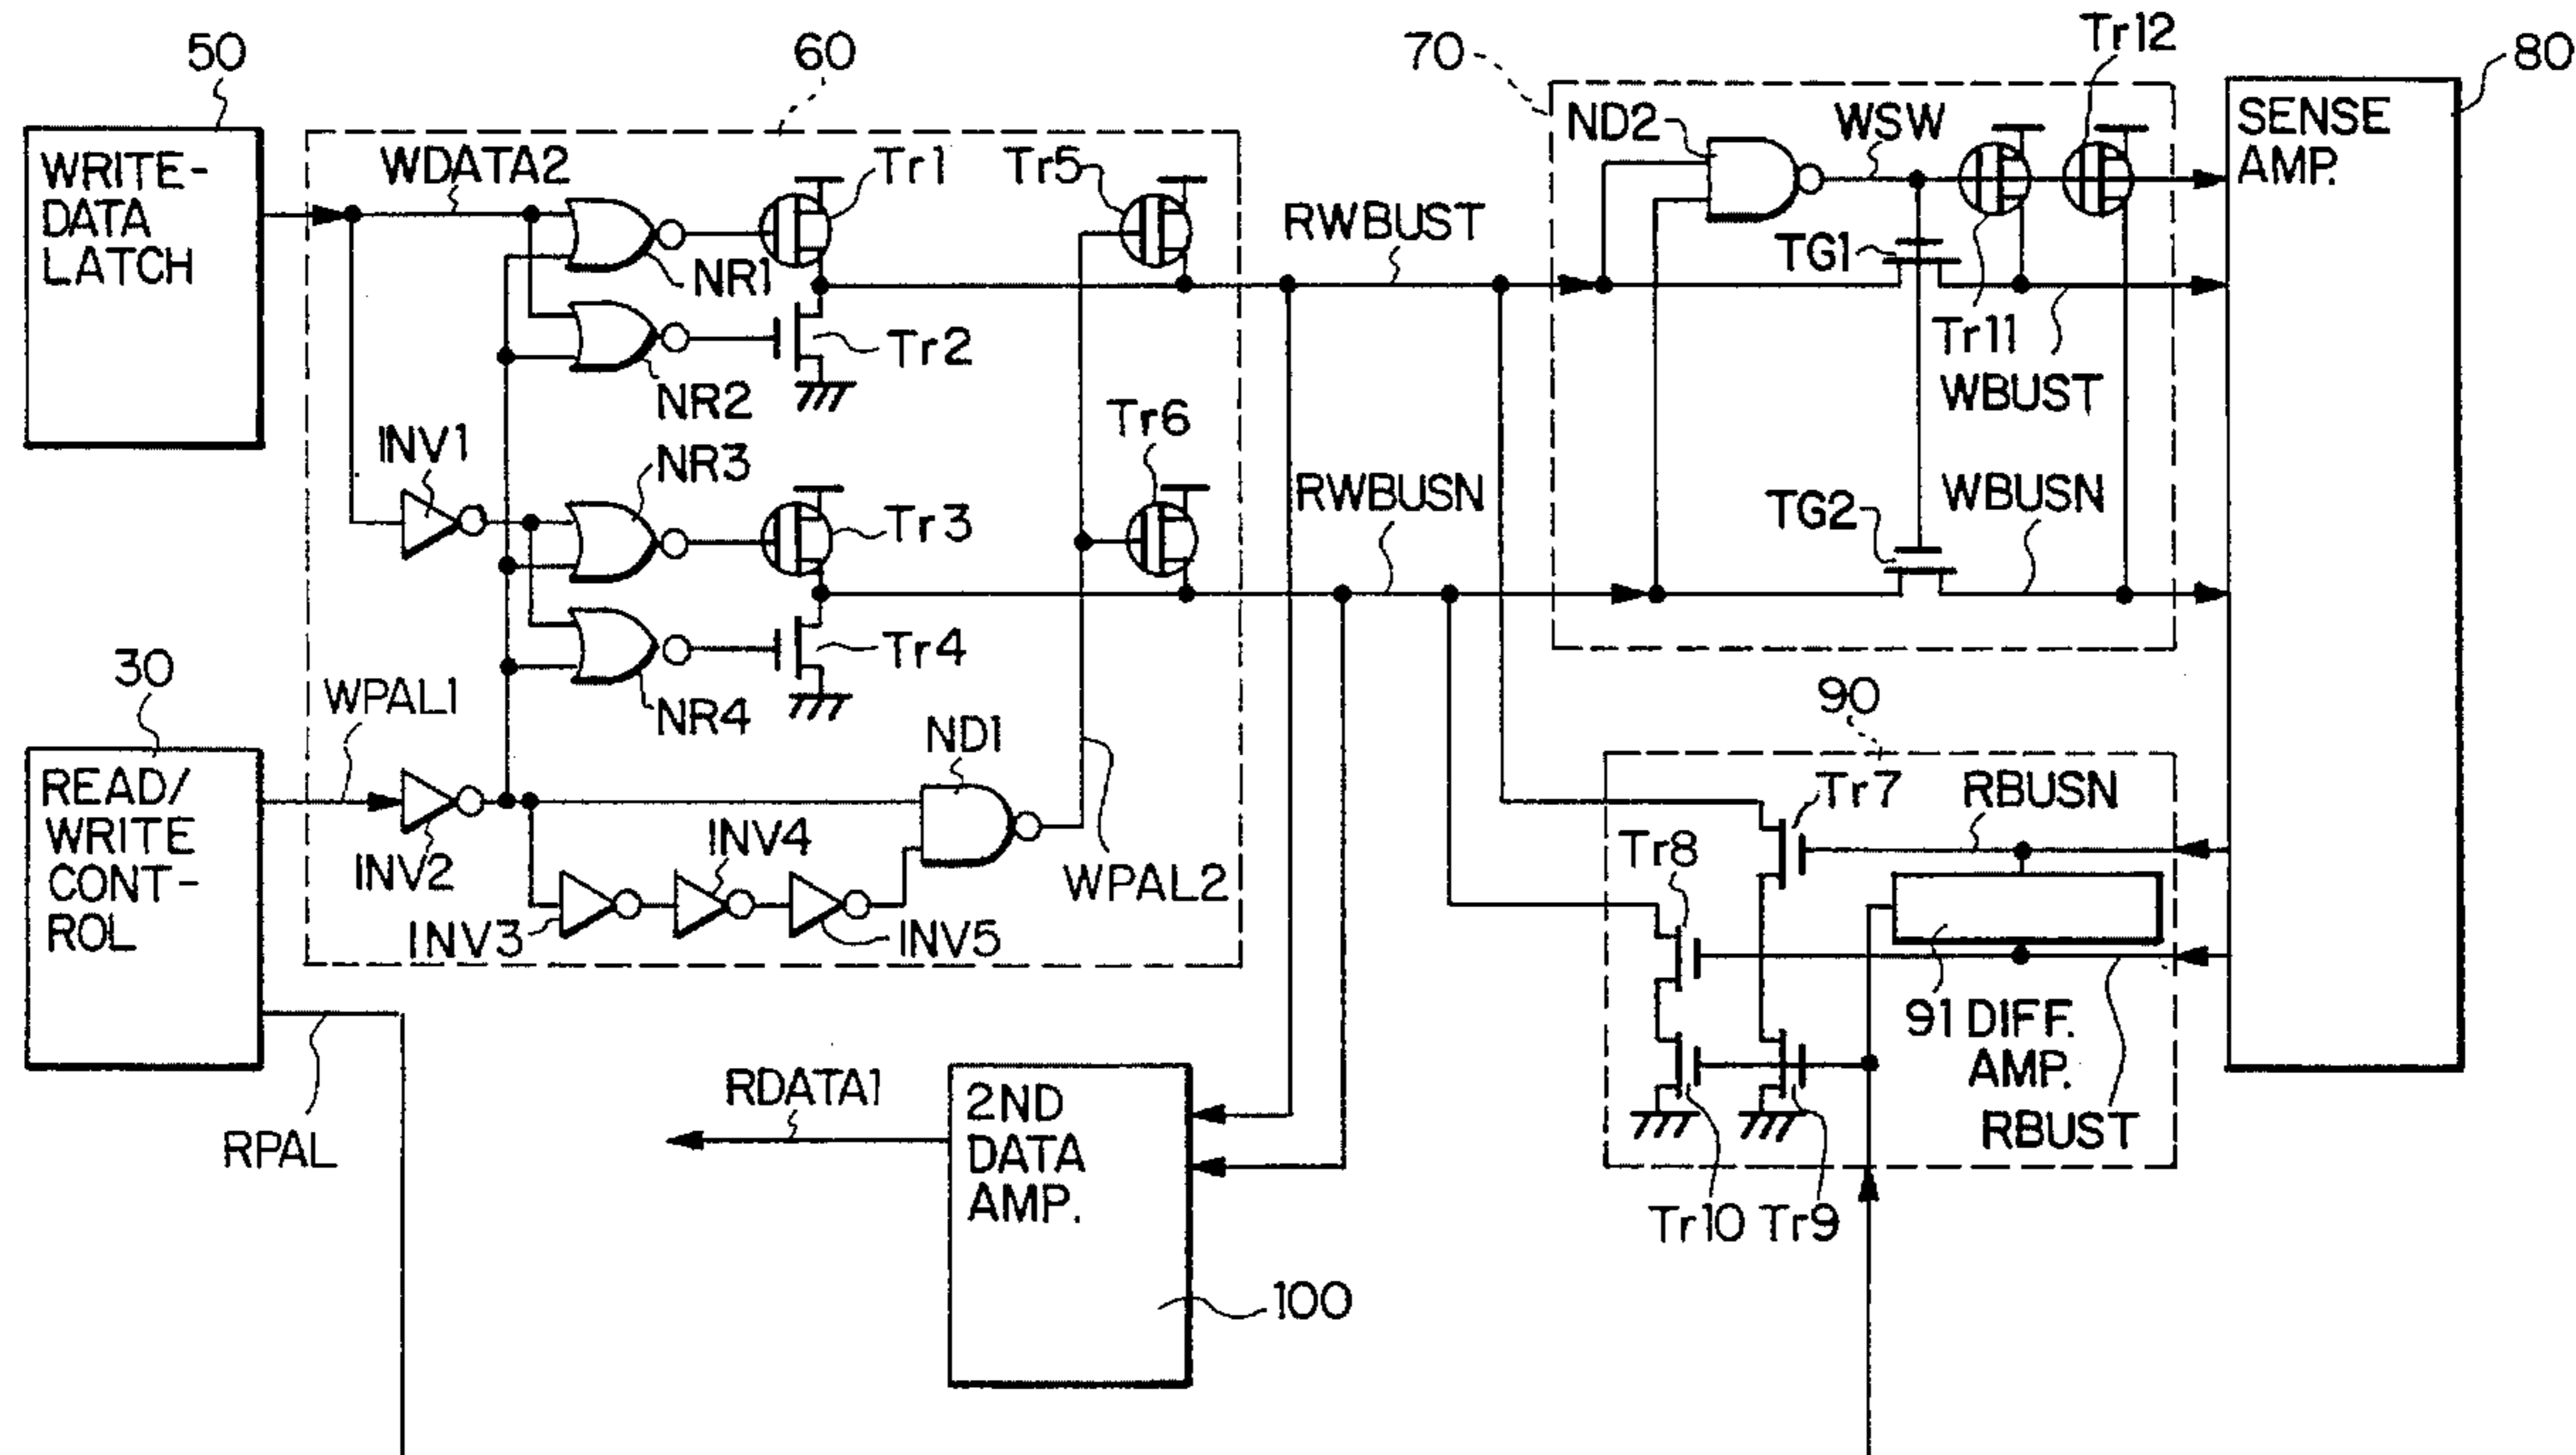 50
60
70
Tr12
80
WRITE-
DATA
LATCH
WDATA2
Tr1
Tr5
ND2
WSW
SENSE
AMP.
NR1
RWBUST
TG1
Tr2
Tr11
WBUST
NR2
INV1
NR3
Tr6
RWBUSN
TG2
WBUSN
Tr3
Tr4
NR4
30
WPAL1
ND1
90
READ/
WRITE
CONT-
ROL
INV2
INV4
WPAL2
Tr7
RBUSN
Tr8
INV3
INV5
91 DIFF.
AMP.
RBUST
RPAL
RDATA1
2ND
DATA
AMP.
Tr10
Tr9
100